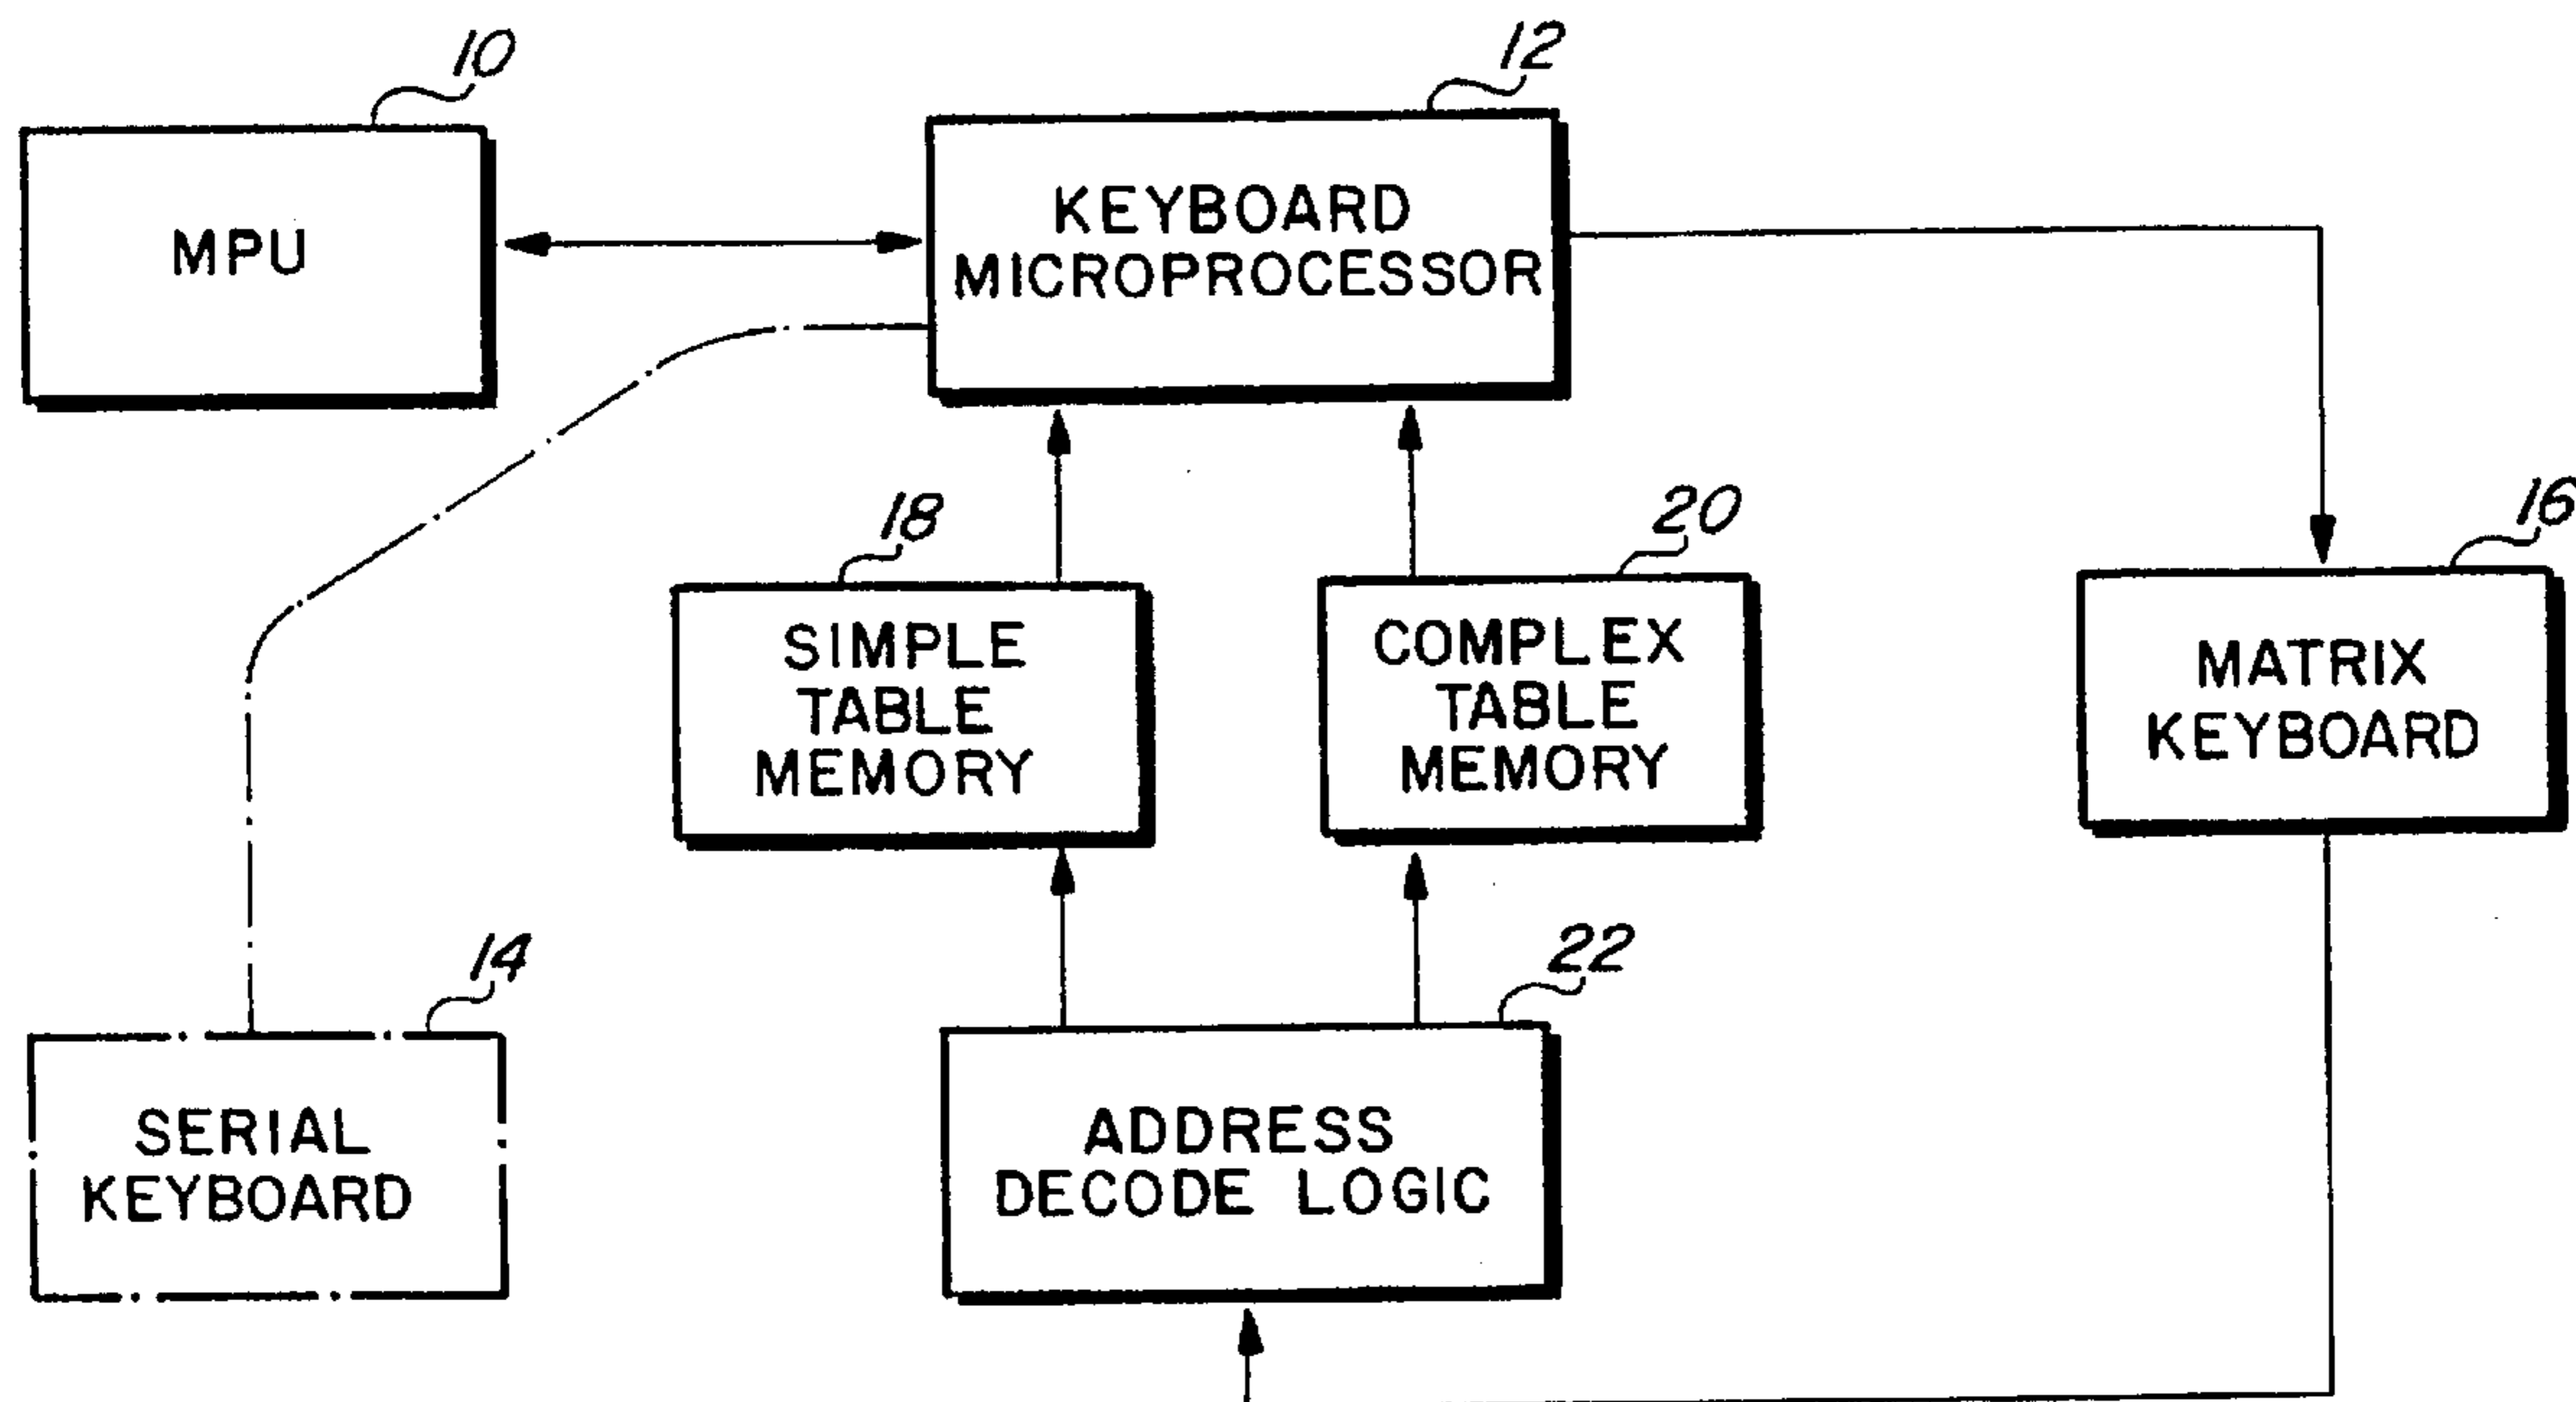 10
MPU
12
KEYBOARD
MICROPROCESSOR
18
SIMPLE
TABLE
MEMORY
20
COMPLEX
TABLE
MEMORY
16
MATRIX
KEYBOARD
14
SERIAL
KEYBOARD
22
ADDRESS
DECODE LOGIC